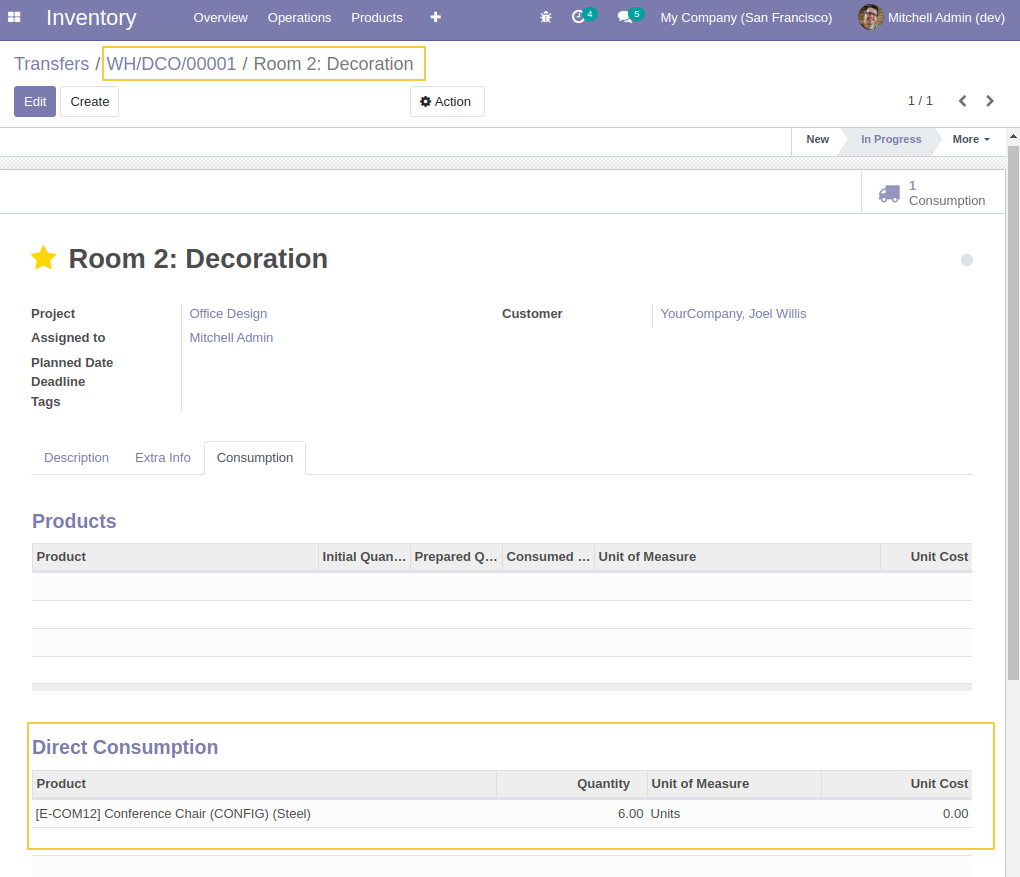 Inventory Overview Operations Products 4 5 My Company (San Francisco) Mitchell Admin (dev)
Transfers / WH/DCO/00001 / Room 2: Decoration
Edit Create Action 1 / 1
New In Progress More
1
Consumption
Room 2: Decoration
Project Office Design Customer YourCompany, Joel Willis
Assigned to Mitchell Admin
Planned Date
Deadline
Tags
Description Extra Info Consumption
Products
Product Initial Quan… Prepared Q… Consumed … Unit of Measure Unit Cost
Direct Consumption
Product Quantity Unit of Measure Unit Cost
[E-COM12] Conference Chair (CONFIG) (Steel) 6.00 Units 0.00